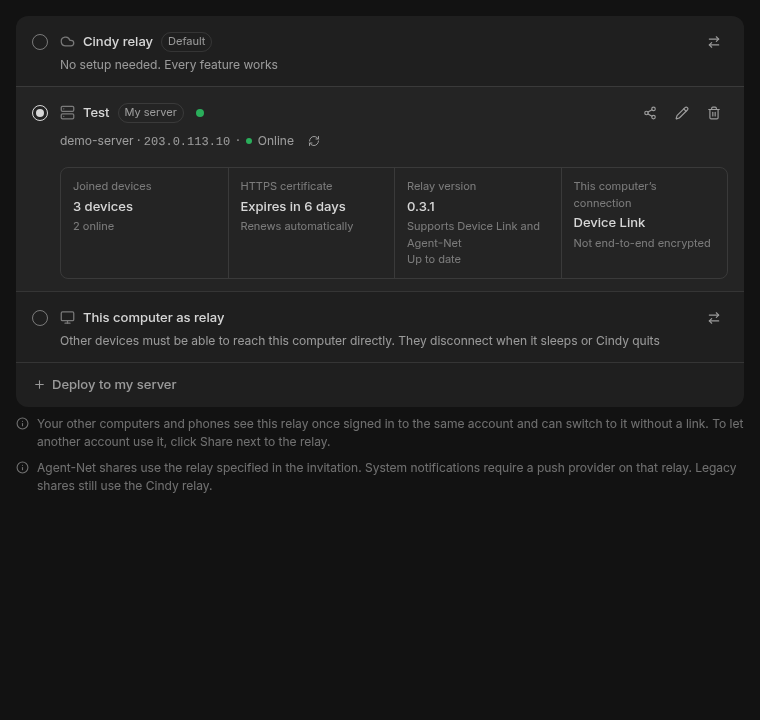 Cindy relay Default
No setup needed. Every feature works
Test My server
demo-server · 203.0.113.10 · Online
Joined devices
3 devices
2 online
HTTPS certificate
Expires in 6 days
Renews automatically
Relay version
0.3.1
Supports Device Link and
Agent-Net
Up to date
This computer's
connection
Device Link
Not end-to-end encrypted
This computer as relay
Other devices must be able to reach this computer directly. They disconnect when it sleeps or Cindy quits
+ Deploy to my server
Your other computers and phones see this relay once signed in to the same account and can switch to it without a link. To let
another account use it, click Share next to the relay.
Agent-Net shares use the relay specified in the invitation. System notifications require a push provider on that relay. Legacy
shares still use the Cindy relay.